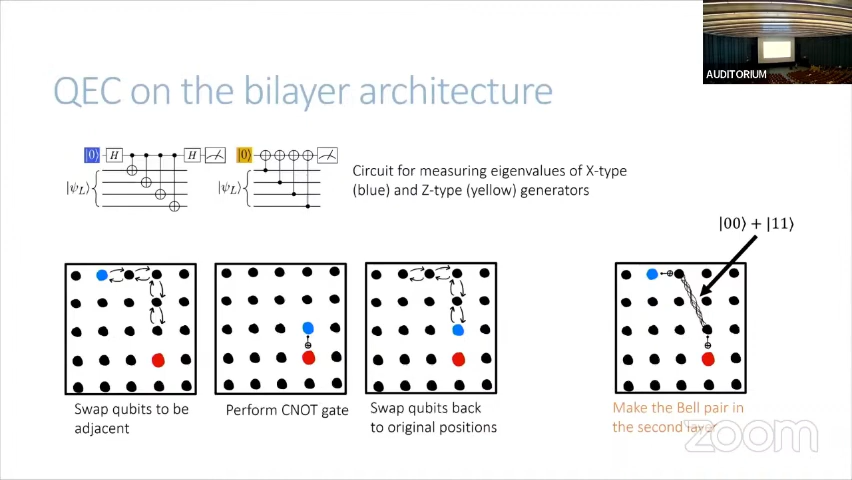 AUDITORIUM
QEC on the bilayer architecture
|0⟩ H H |0⟩
|ψL⟩ |ψL⟩
Circuit for measuring eigenvalues of X-type
(blue) and Z-type (yellow) generators
|00⟩ + |11⟩
Swap qubits to be
adjacent
Perform CNOT gate
Swap qubits back
to original positions
Make the Bell pair in
the second layer
zoom